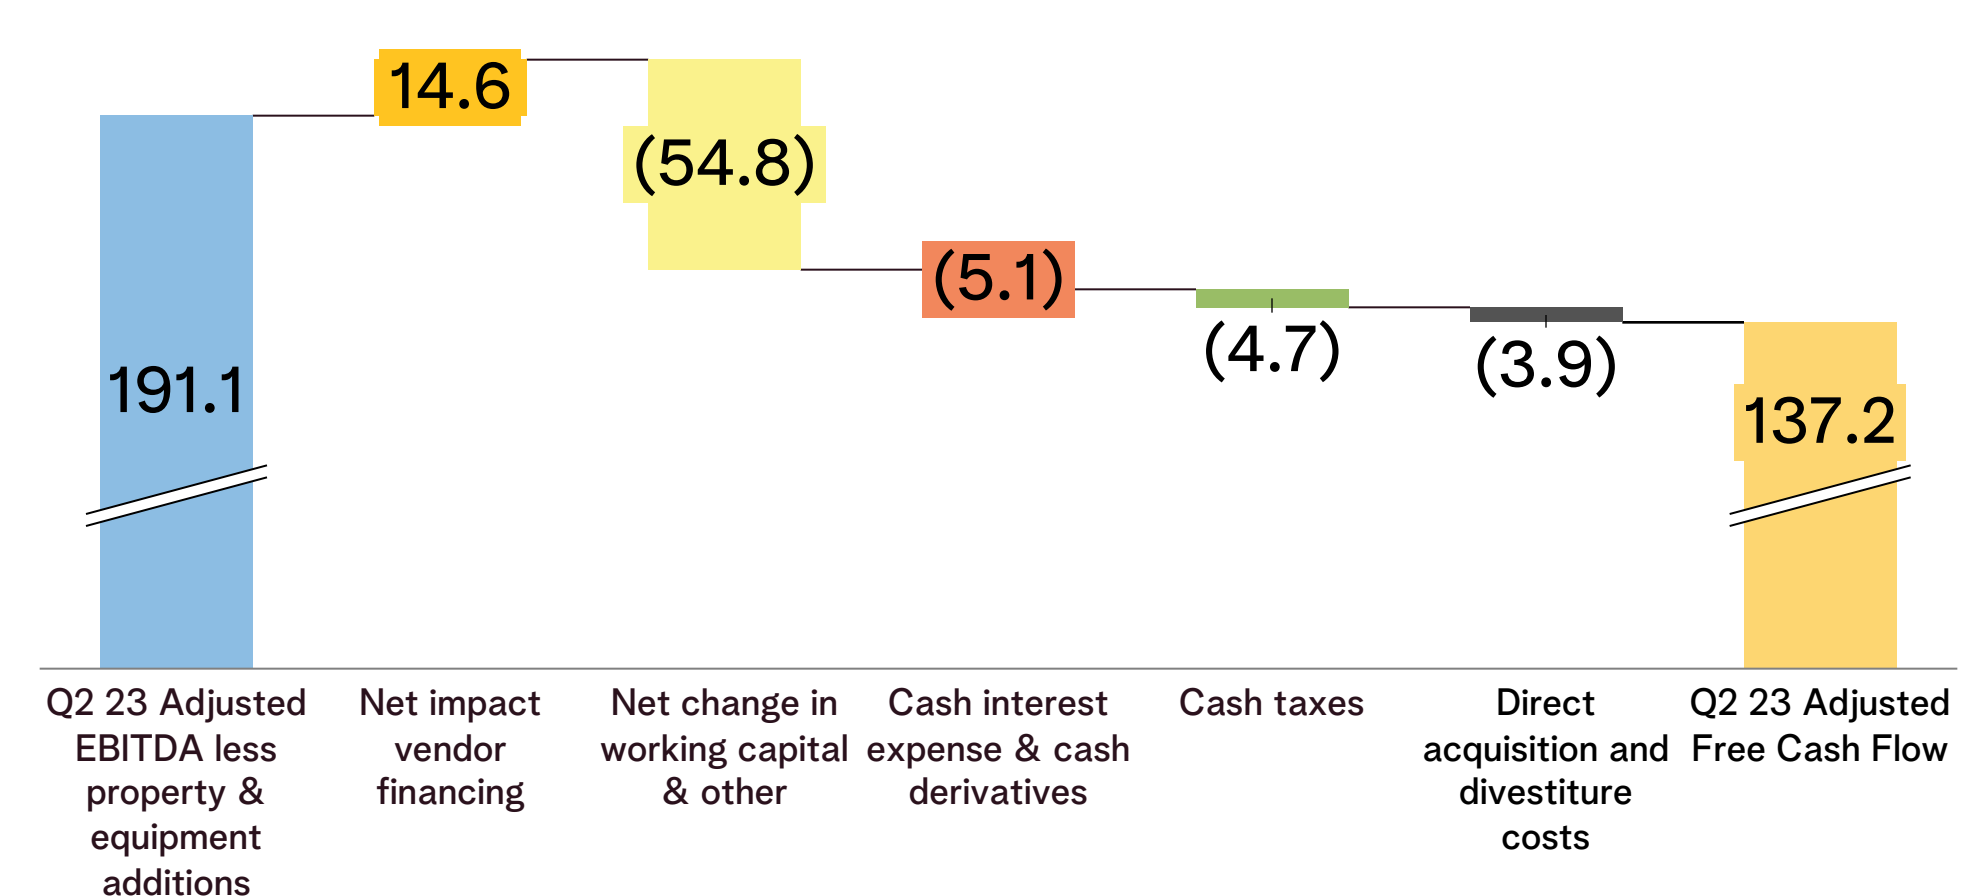 14.6
(54.8)
(5.1)
(4.7)
(3.9)
191.1
137.2
Q2 23 Adjusted
EBITDA less
property &
equipment
additions
Net impact
vendor
financing
Net change in
working capital
& other
Cash interest
expense & cash
derivatives
Cash taxes
Direct
acquisition and
divestiture
costs
Q2 23 Adjusted
Free Cash Flow